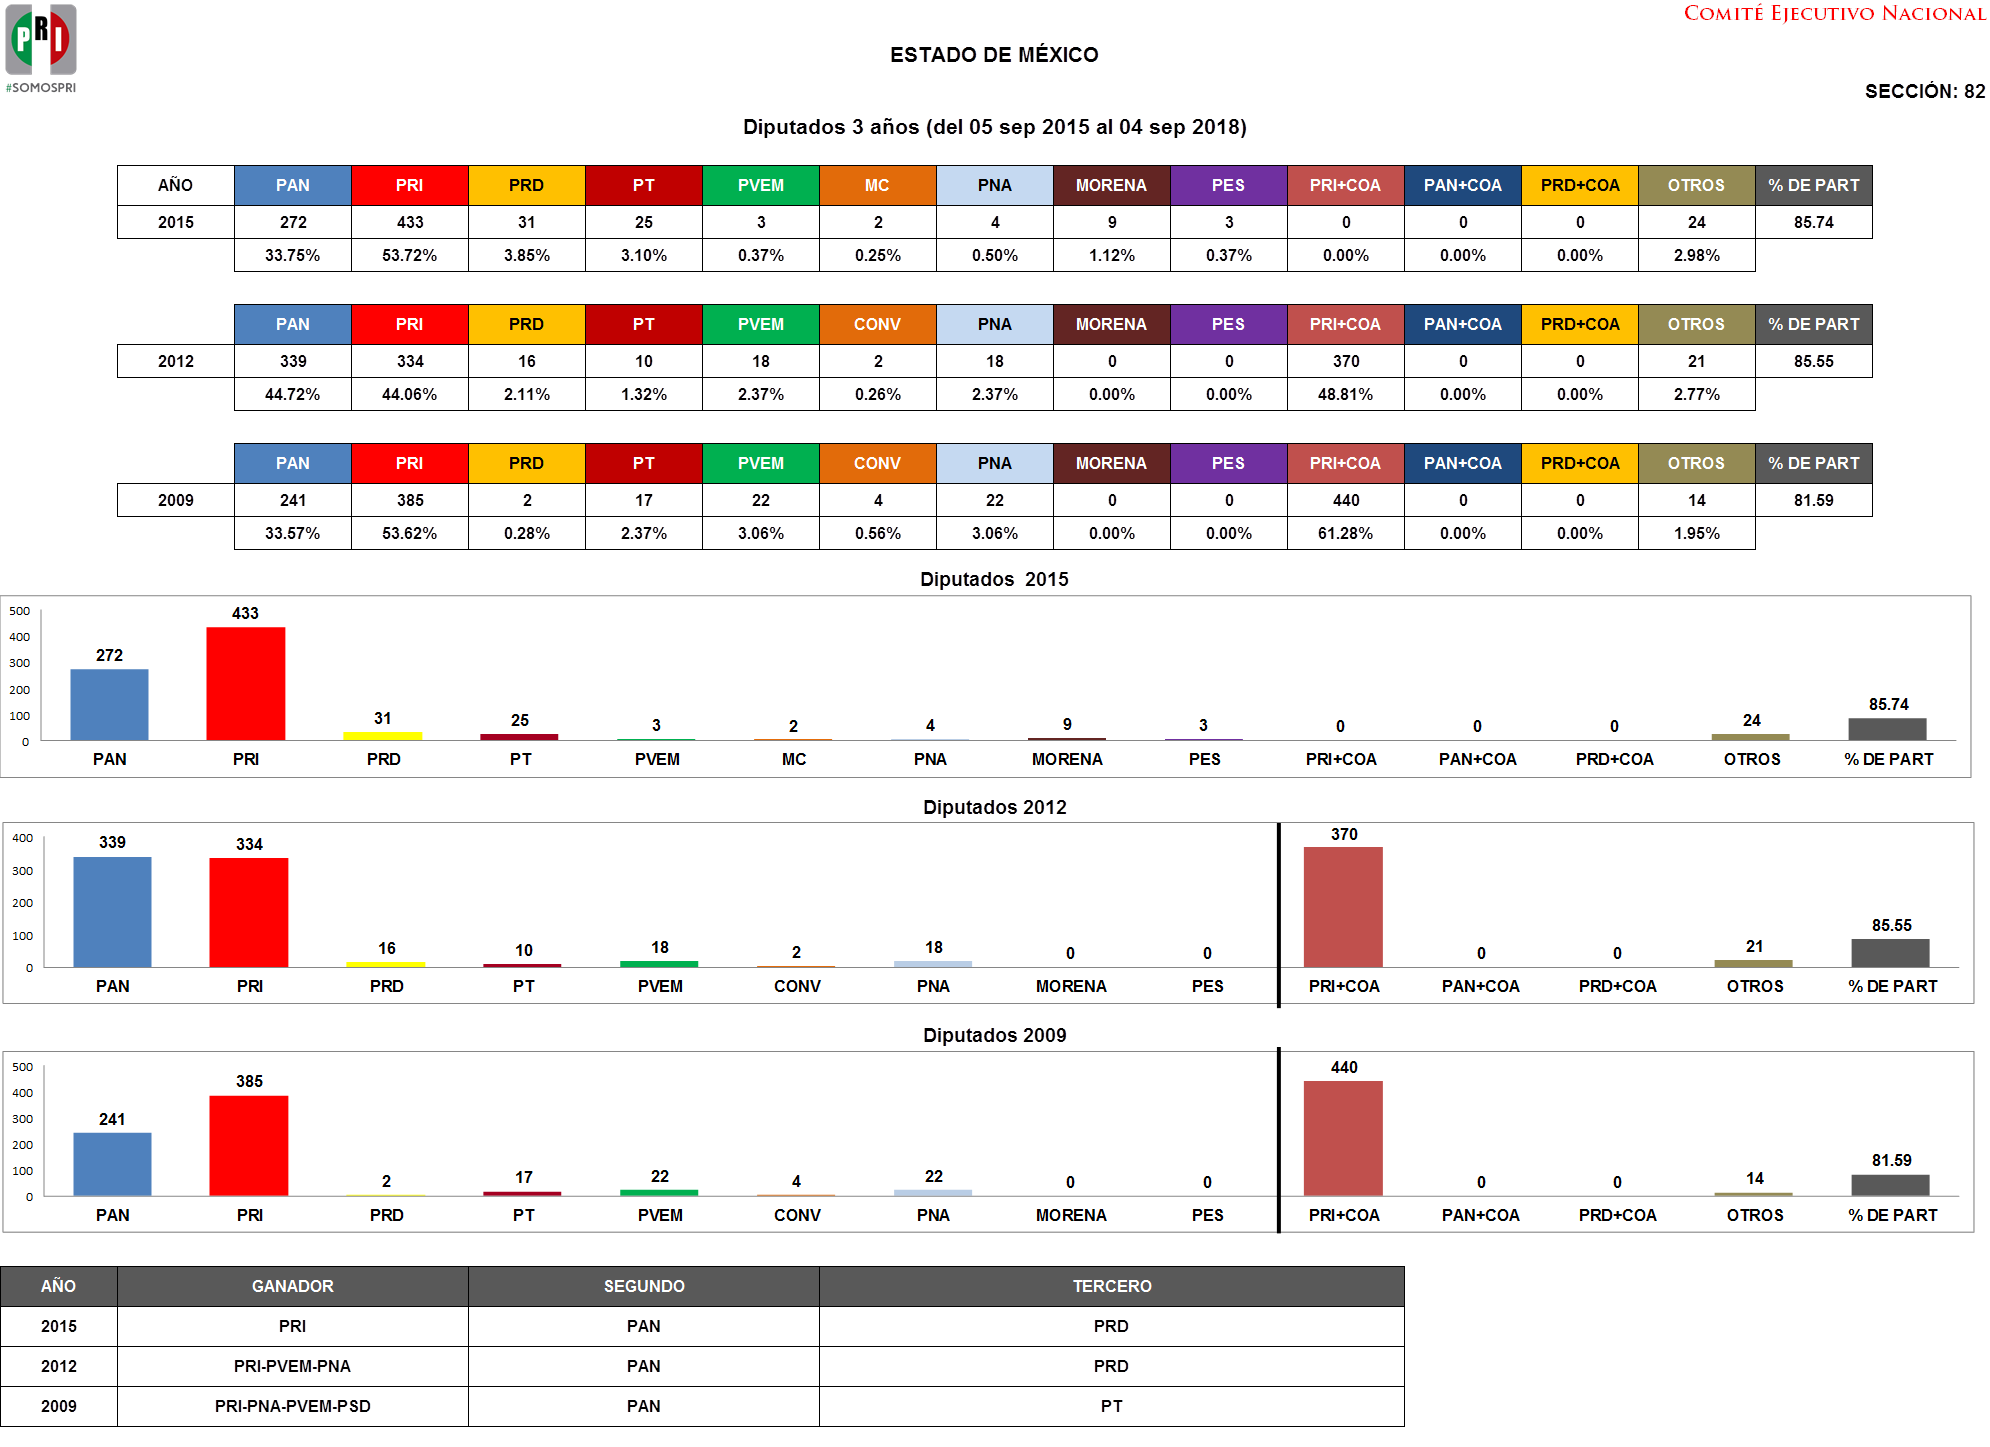 PRI
#SOMOSPRI
COMITÉ EJECUTIVO NACIONAL
ESTADO DE MÉXICO
SECCIÓN: 82
Diputados 3 años (del 05 sep 2015 al 04 sep 2018)
AÑO PAN PRI PRD PT PVEM MC PNA MORENA PES PRI+COA PAN+COA PRD+COA OTROS % DE PART
2015 272 433 31 25 3 2 4 9 3 0 0 0 24 85.74
33.75% 53.72% 3.85% 3.10% 0.37% 0.25% 0.50% 1.12% 0.37% 0.00% 0.00% 0.00% 2.98%
PAN PRI PRD PT PVEM CONV PNA MORENA PES PRI+COA PAN+COA PRD+COA OTROS % DE PART
2012 339 334 16 10 18 2 18 0 0 370 0 0 21 85.55
44.72% 44.06% 2.11% 1.32% 2.37% 0.26% 2.37% 0.00% 0.00% 48.81% 0.00% 0.00% 2.77%
PAN PRI PRD PT PVEM CONV PNA MORENA PES PRI+COA PAN+COA PRD+COA OTROS % DE PART
2009 241 385 2 17 22 4 22 0 0 440 0 0 14 81.59
33.57% 53.62% 0.28% 2.37% 3.06% 0.56% 3.06% 0.00% 0.00% 61.28% 0.00% 0.00% 1.95%
Diputados 2015
500
400
300
200
100
0
272 433 31 25 3 2 4 9 3 0 0 0 24 85.74
PAN PRI PRD PT PVEM MC PNA MORENA PES PRI+COA PAN+COA PRD+COA OTROS % DE PART
Diputados 2012
400
300
200
100
0
339 334 16 10 18 2 18 0 0 370 0 0 21 85.55
PAN PRI PRD PT PVEM CONV PNA MORENA PES PRI+COA PAN+COA PRD+COA OTROS % DE PART
Diputados 2009
500
400
300
200
100
0
241 385 2 17 22 4 22 0 0 440 0 0 14 81.59
PAN PRI PRD PT PVEM CONV PNA MORENA PES PRI+COA PAN+COA PRD+COA OTROS % DE PART
AÑO GANADOR SEGUNDO TERCERO
2015 PRI PAN PRD
2012 PRI-PVEM-PNA PAN PRD
2009 PRI-PNA-PVEM-PSD PAN PT